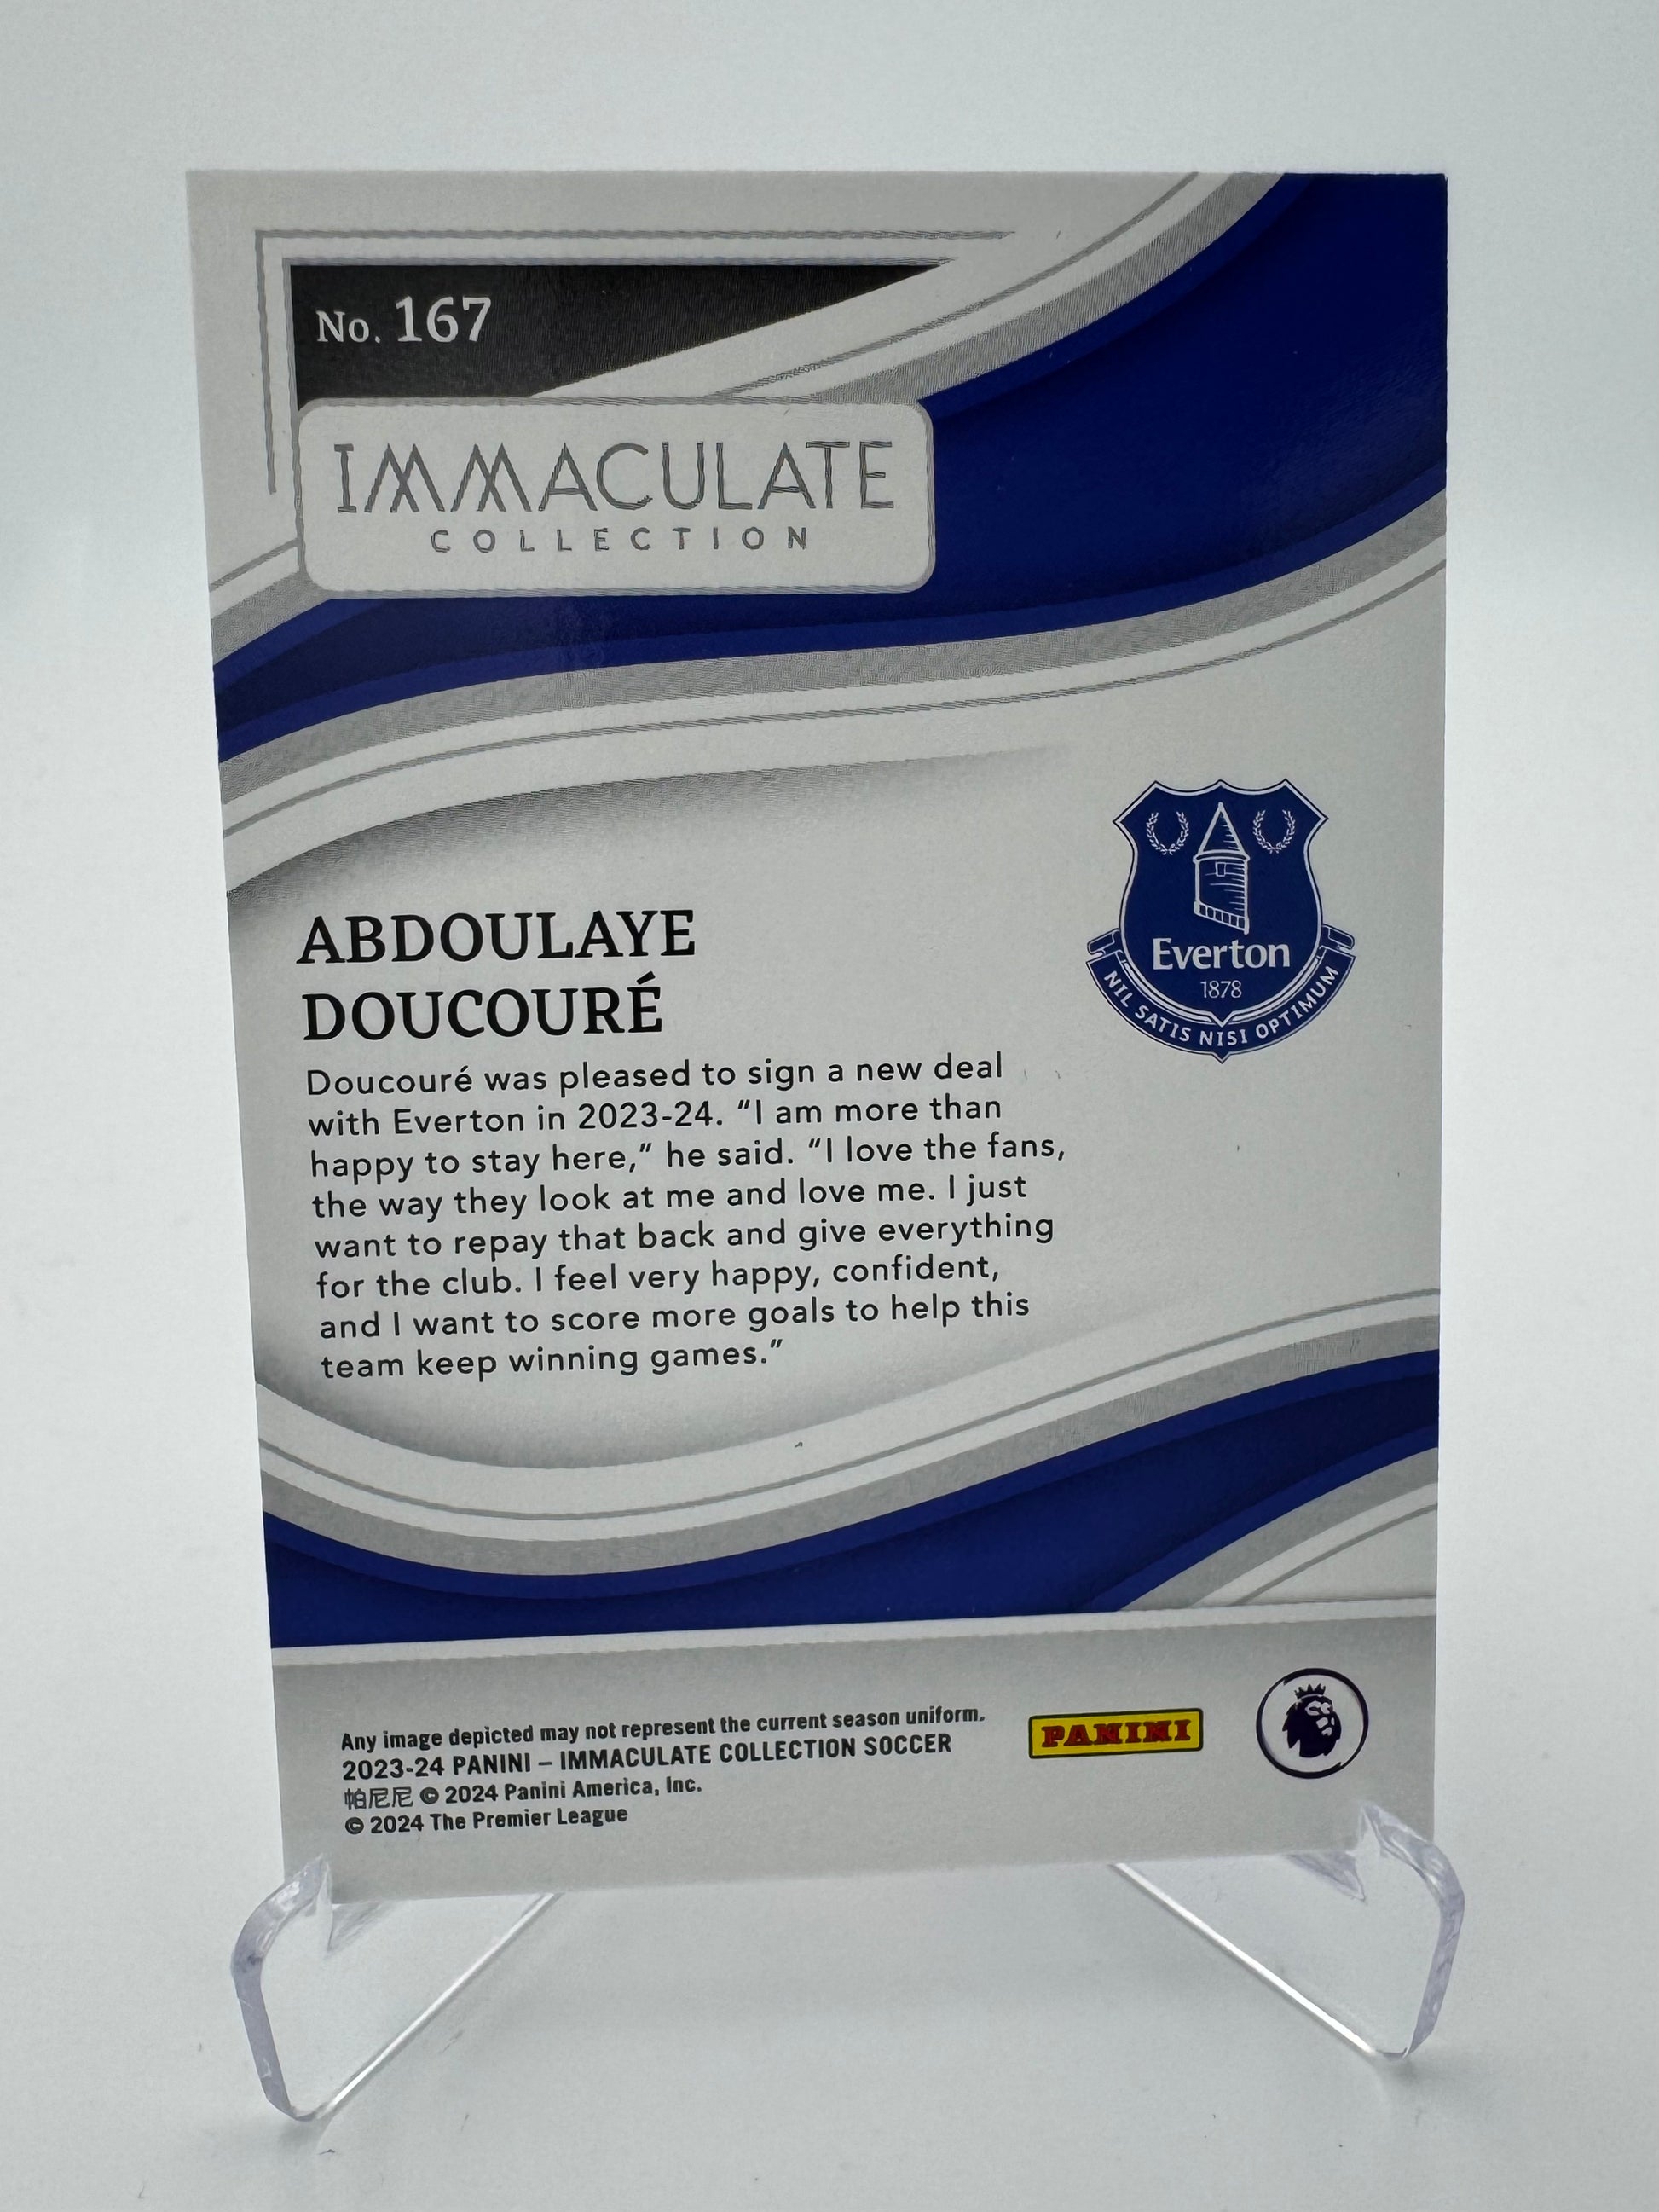 No. 167
IMMACULATE
COLLECTION
Everton
1878
NIL SATIS NISI OPTIMUM
ABDOULAYE
DOUCOURÉ
Doucouré was pleased to sign a new deal
with Everton in 2023-24. “I am more than
happy to stay here,” he said. “I love the fans,
the way they look at me and love me. I just
want to repay that back and give everything
for the club. I feel very happy, confident,
and I want to score more goals to help this
team keep winning games.”
Any image depicted may not represent the current season uniform.
2023-24 PANINI – IMMACULATE COLLECTION SOCCER
帕尼尼 © 2024 Panini America, Inc.
© 2024 The Premier League
PANINI